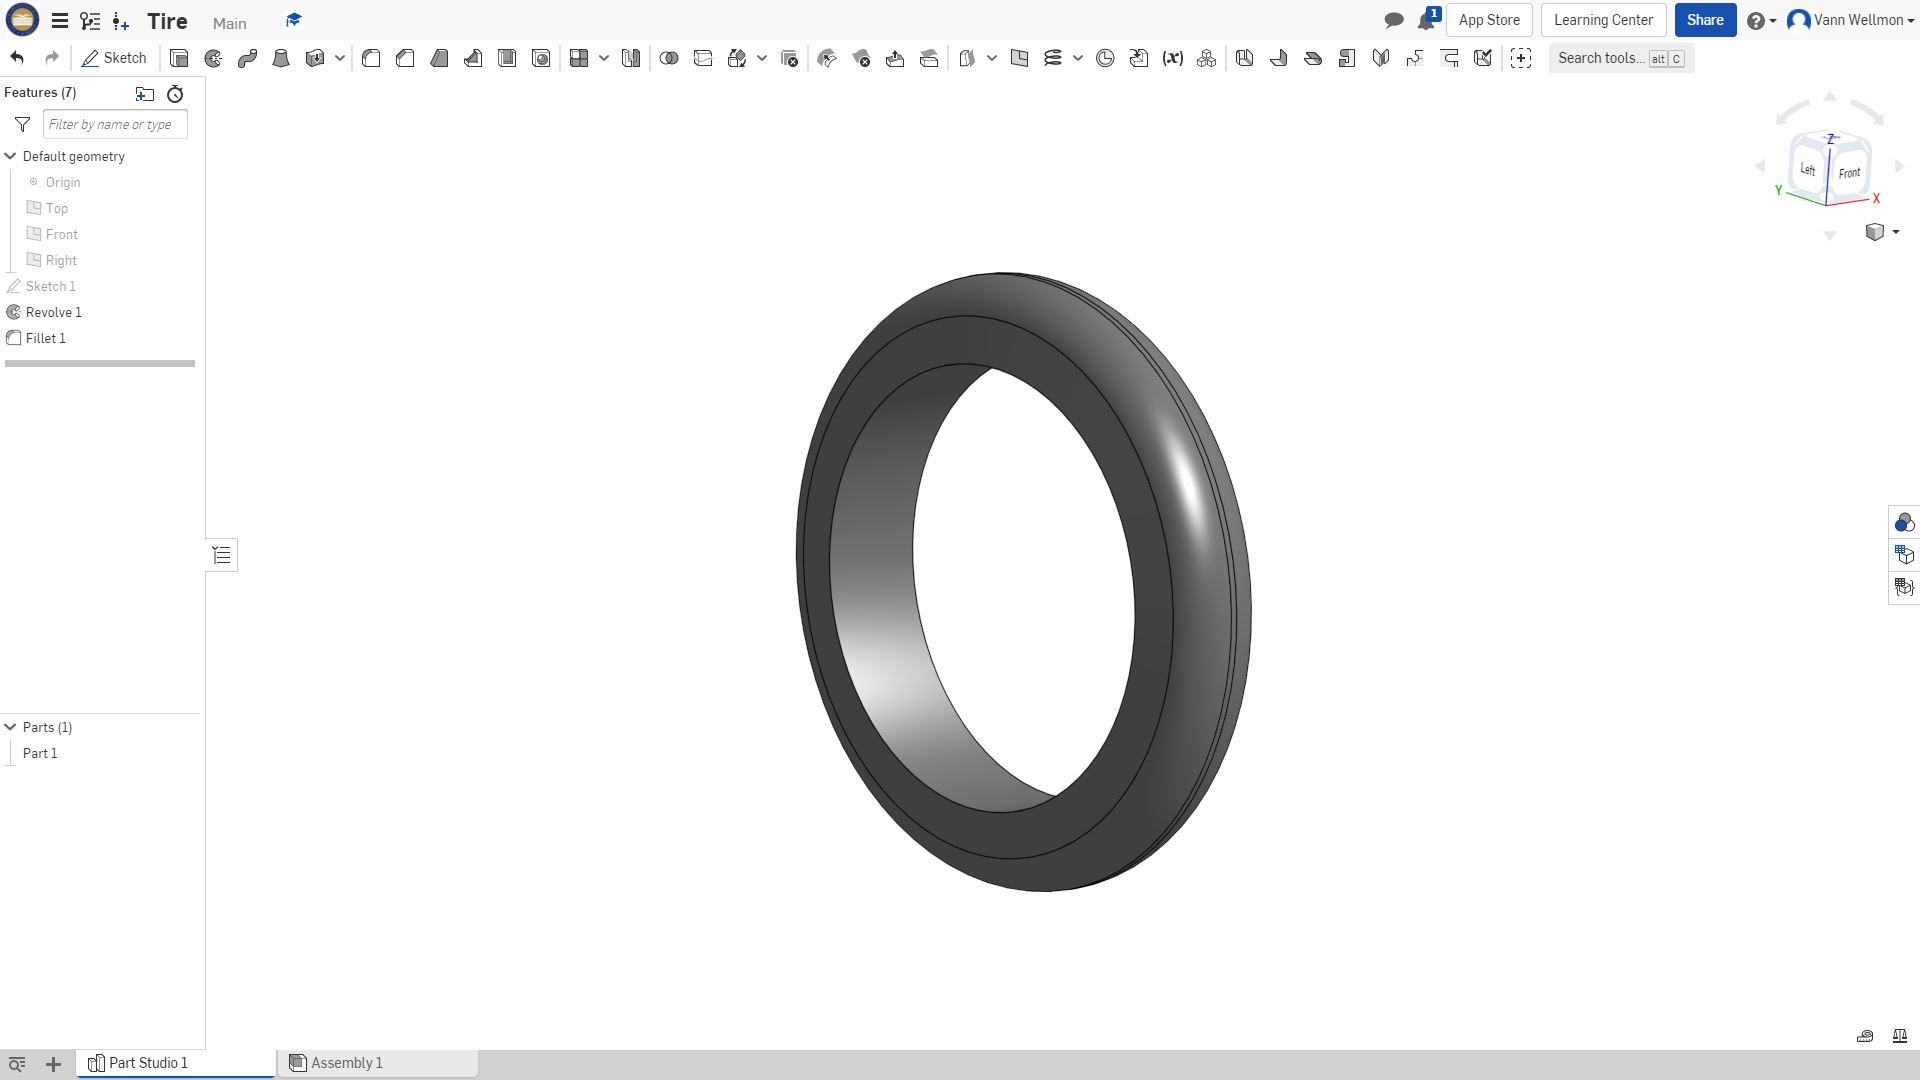 Tire Main
1
App Store
Learning Center
Share
Vann Wellmon
Sketch
(x)
Search tools... alt C
Features (7)
Filter by name or type
Default geometry
Origin
Top
Front
Right
Sketch 1
Revolve 1
Fillet 1
Z
Left
Front
Y
X
Parts (1)
Part 1
Part Studio 1
Assembly 1